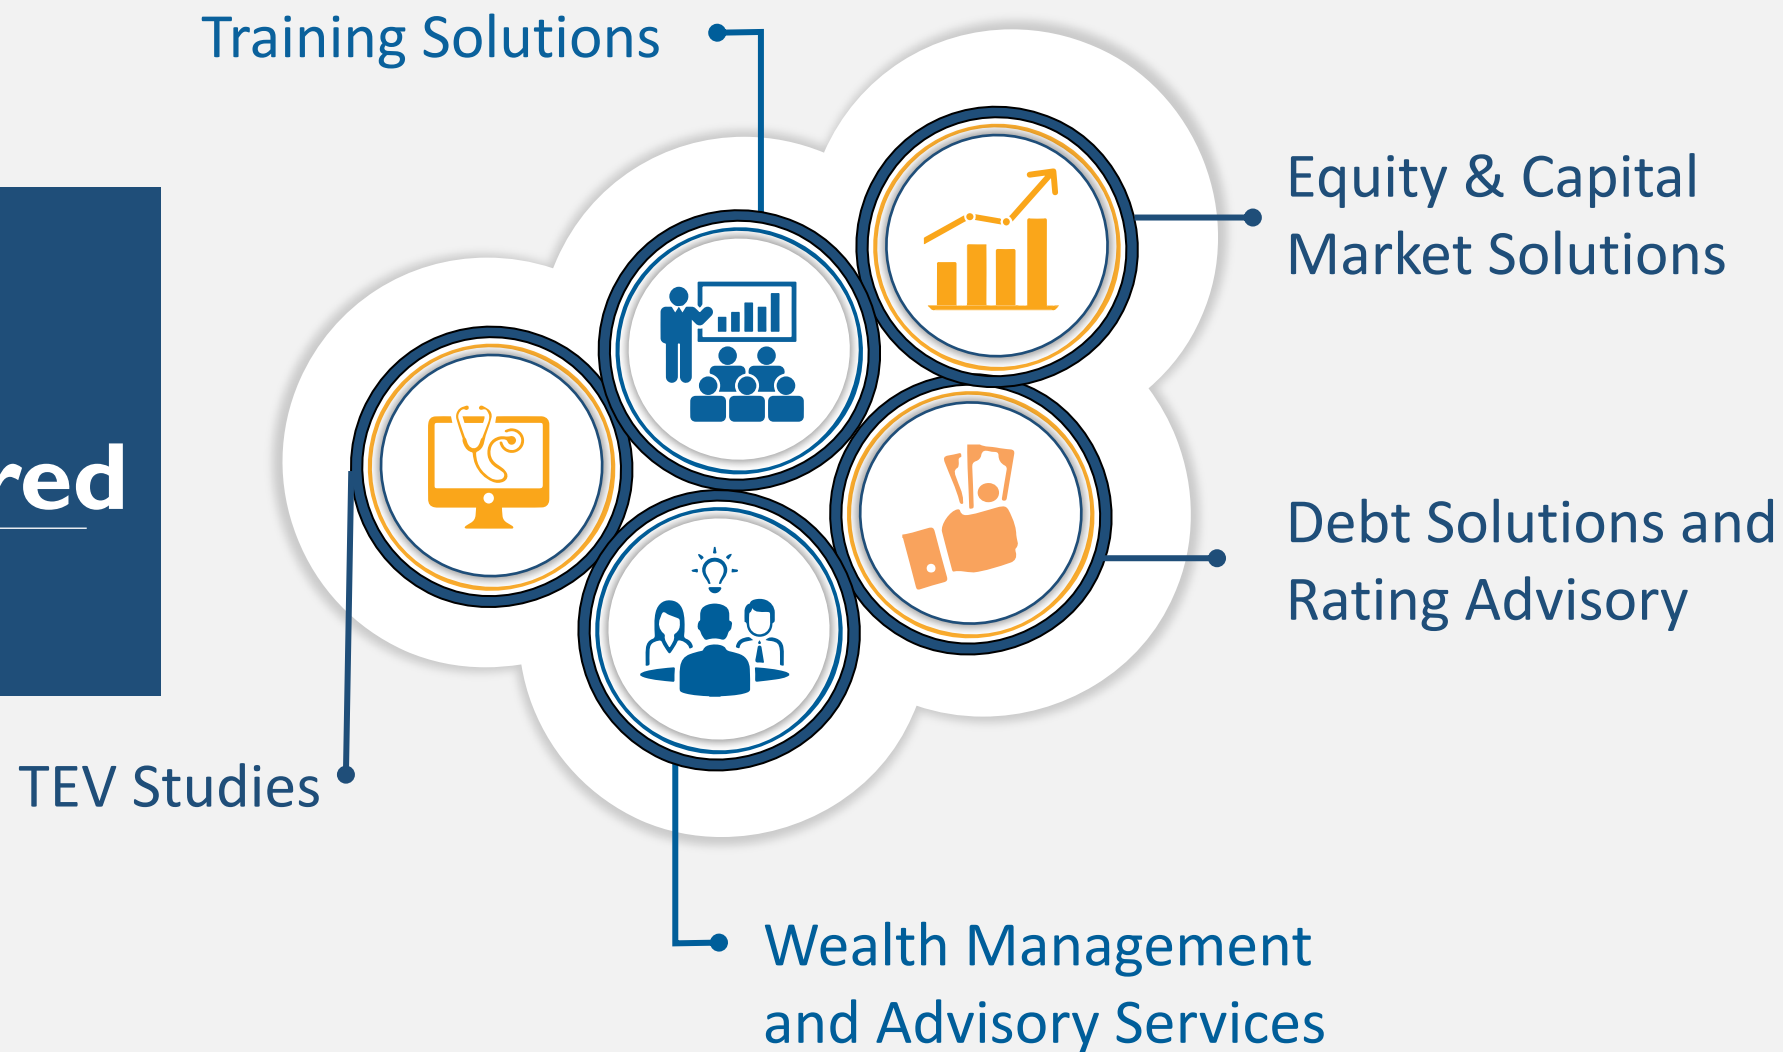 Training Solutions
Equity & Capital
Market Solutions
red
Debt Solutions and
Rating Advisory
TEV Studies
Wealth Management
and Advisory Services